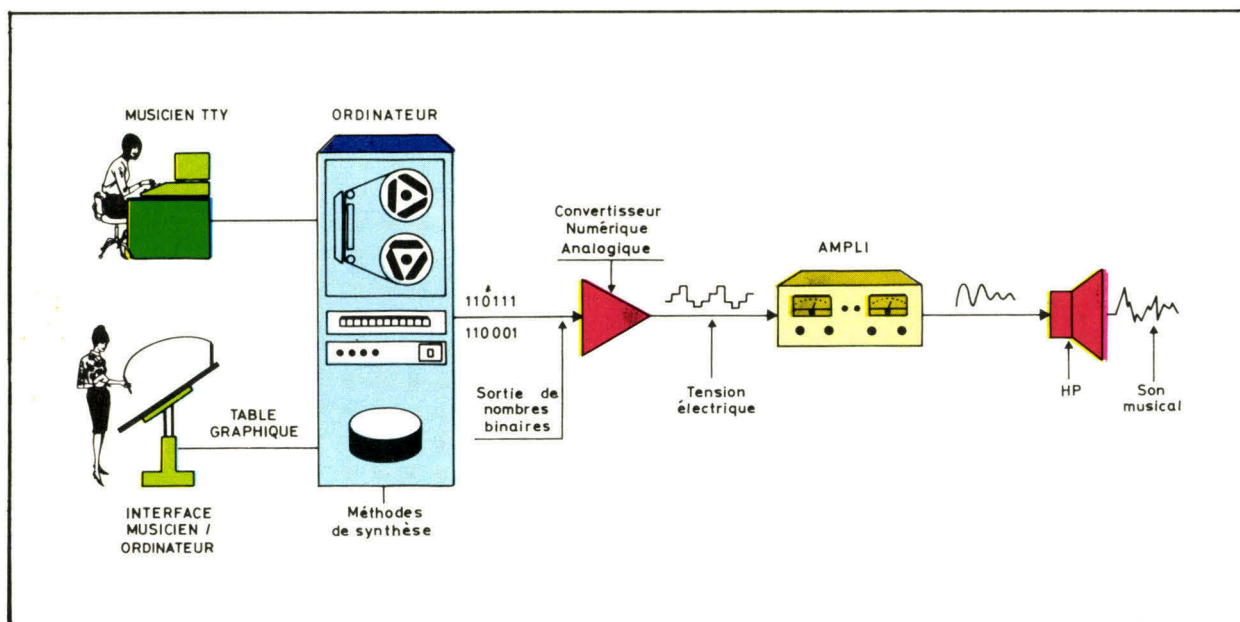 MUSICIEN TTY
ORDINATEUR
Convertisseur
Numérique
Analogique
AMPLI
110111
110001
Sortie de
nombres
binaires
Tension
électrique
HP
Son
musical
TABLE
GRAPHIQUE
INTERFACE
MUSICIEN /
ORDINATEUR
Méthodes
de synthèse